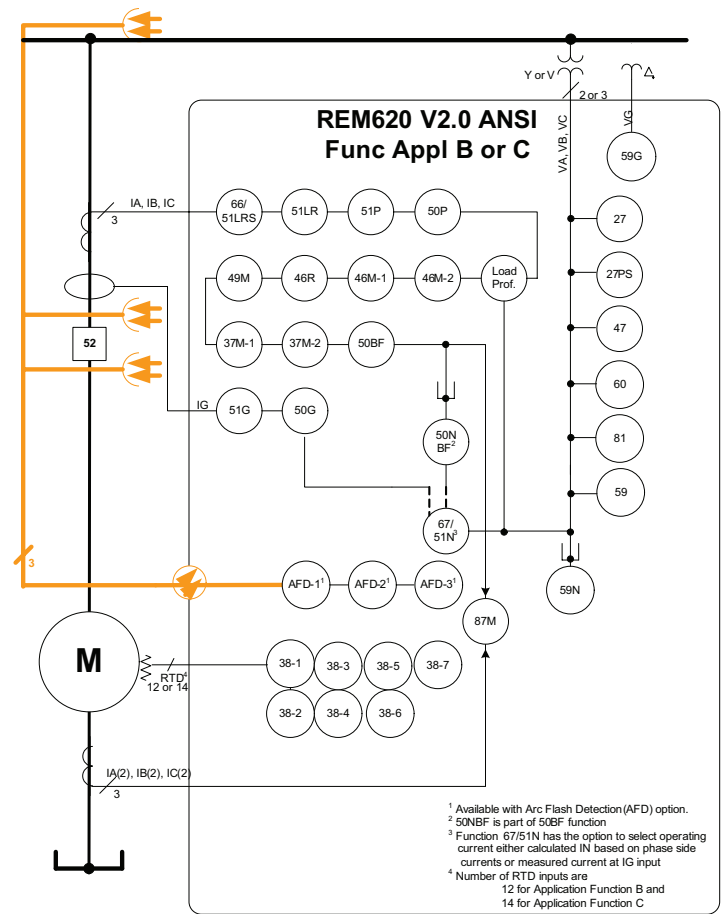 Y or V
2 or 3
REM620 V2.0 ANSI
Func Appl B or C
VA, VB, VC
VG
59G
IA, IB, IC
3
66/
51LRS
51LR
51P
50P
27
49M
46R
46M-1
46M-2
Load
Prof.
27PS
37M-1
37M-2
50BF
47
52
60
IG
51G
50G
50N
BF²
81
59
67/
51N³
3
AFD-1¹
AFD-2¹
AFD-3¹
59N
87M
M
RTD⁴
12 or 14
38-1
38-3
38-5
38-7
38-2
38-4
38-6
IA(2), IB(2), IC(2)
3
¹ Available with Arc Flash Detection(AFD) option.
² 50NBF is part of 50BF function
³ Function 67/51N has the option to select operating
current either calculated IN based on phase side
currents or measured current at IG input
⁴ Number of RTD inputs are
12 for Application Function B and
14 for Application Function C